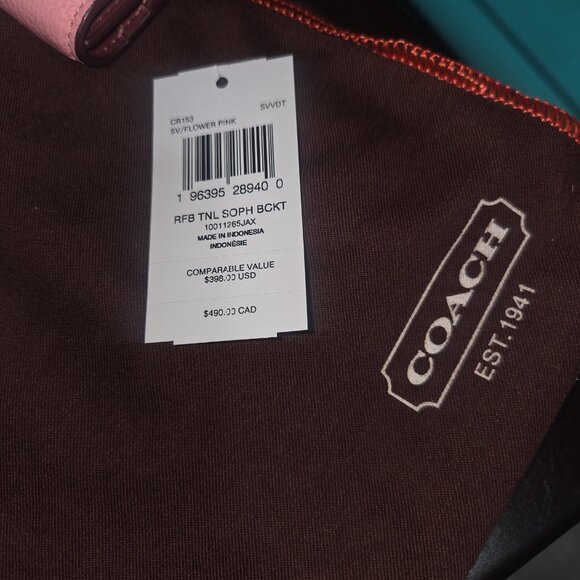 CR153 SVVDT
SV/FLOWER PINK
1 96395 28940 0
RFB TNL SOPH BCKT
10011265JAX
MADE IN INDONESIA
INDONÉSIE
COMPARABLE VALUE
$398.00 USD
$490.00 CAD
COACH
EST. 1941